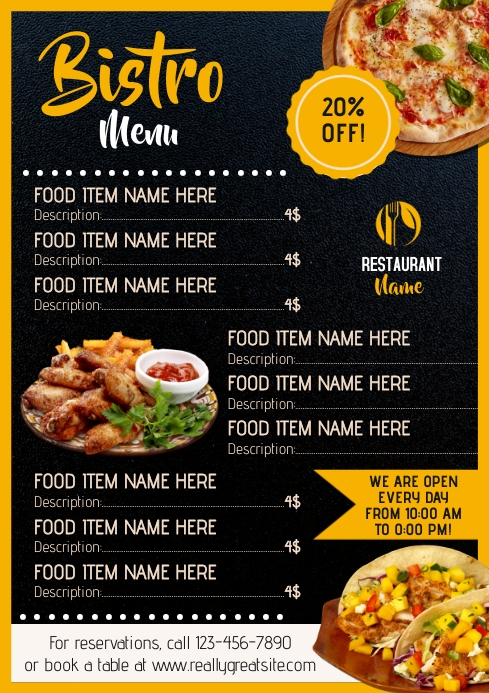 Bistro
Menu
20%
OFF!
FOOD ITEM NAME HERE
Description:....................4$
FOOD ITEM NAME HERE
Description:....................4$
FOOD ITEM NAME HERE
Description:....................4$
RESTAURANT
Name
FOOD ITEM NAME HERE
Description:....................
FOOD ITEM NAME HERE
Description:....................
FOOD ITEM NAME HERE
Description:....................
FOOD ITEM NAME HERE
Description:....................4$
FOOD ITEM NAME HERE
Description:....................4$
FOOD ITEM NAME HERE
Description:....................4$
WE ARE OPEN
EVERY DAY
FROM 10:00 AM
TO 0:00 PM!
For reservations, call 123-456-7890
or book a table at www.reallygreatsite.com